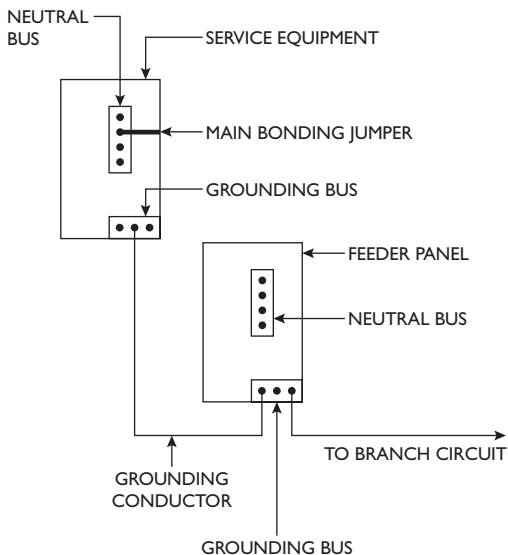 NEUTRAL
BUS
SERVICE EQUIPMENT
MAIN BONDING JUMPER
GROUNDING BUS
FEEDER PANEL
NEUTRAL BUS
TO BRANCH CIRCUIT
GROUNDING
CONDUCTOR
GROUNDING BUS